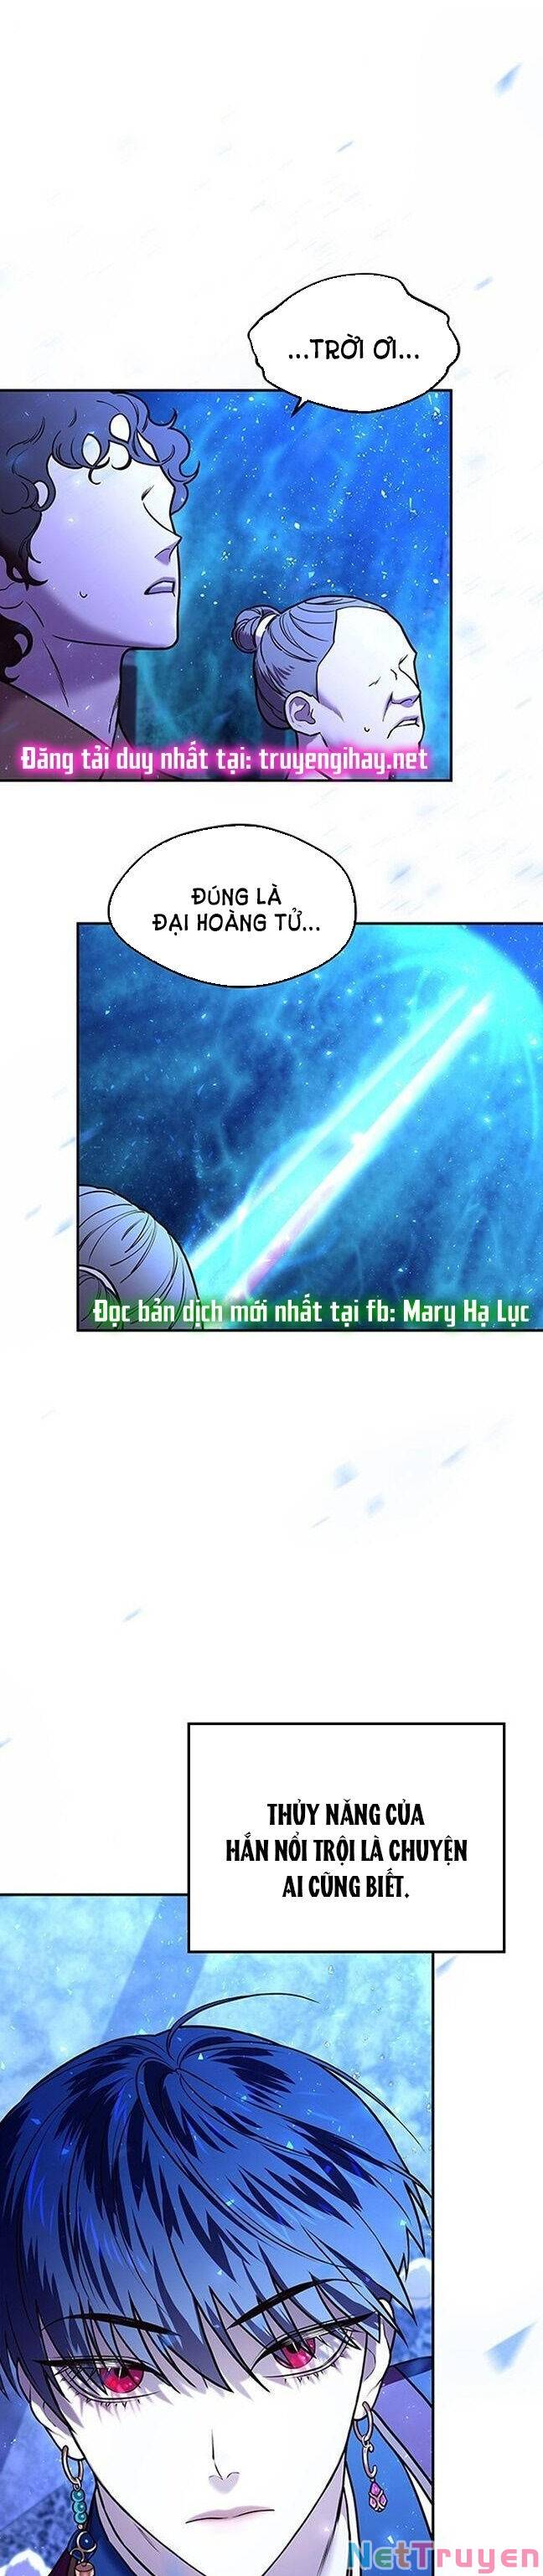 ...TRỜI ƠI...
Đăng tải duy nhất tại: truyengihay.net
ĐÚNG LÀ
ĐẠI HOÀNG TỬ...
Đọc bản dịch mới nhất tại fb: Mary Hạ Lục
THỦY NĂNG CỦA
HẮN NỔI TRỘI LÀ CHUYỆN
AI CŨNG BIẾT.
NetTruyen